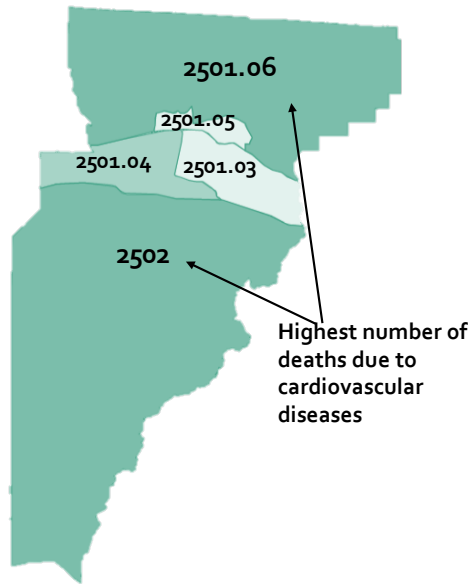 2501.06
2501.05
2501.04
2501.03
2502
Highest number of
deaths due to
cardiovascular
diseases